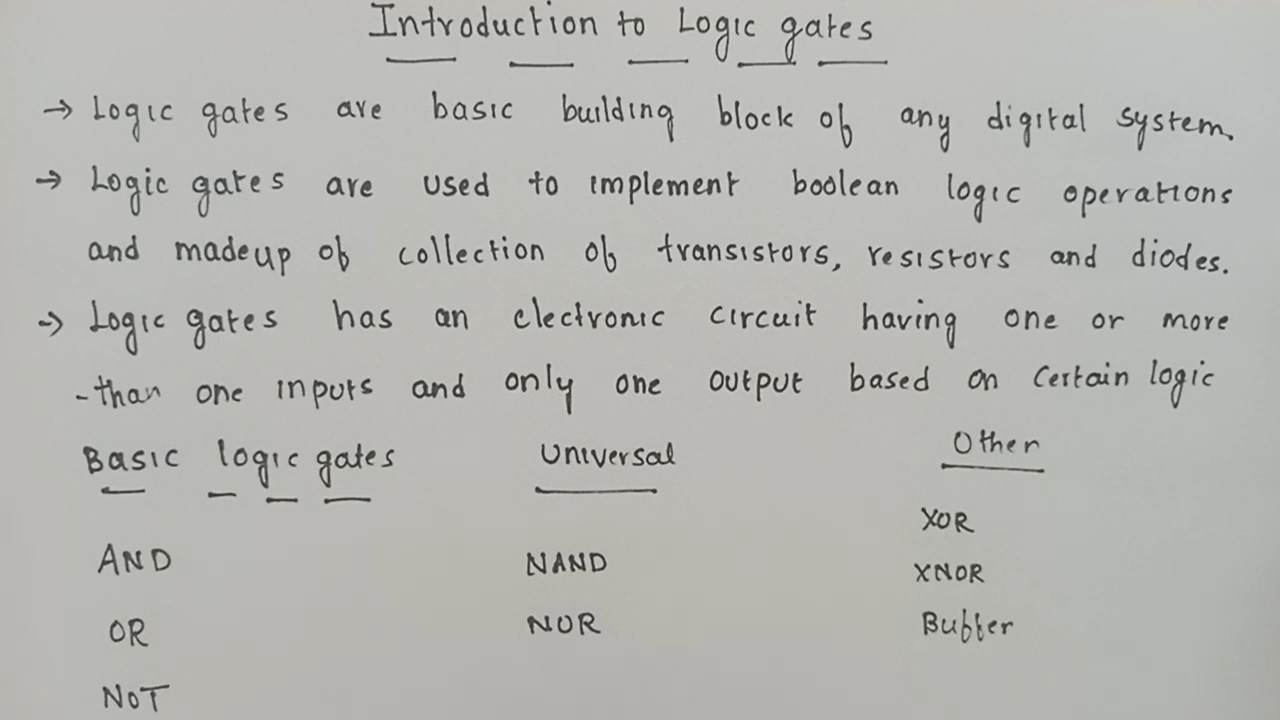 Introduction to Logic gates
→ Logic gates are basic building block of any digital system.
→ Logic gates are used to implement boolean logic operations
and madeup of collection of transistors, resistors and diodes.
→ Logic gates has an electronic circuit having one or more
-than one inputs and only one output based on Certain logic
Basic logic gates Universal Other
XOR
AND NAND XNOR
OR NOR Buffer
NOT